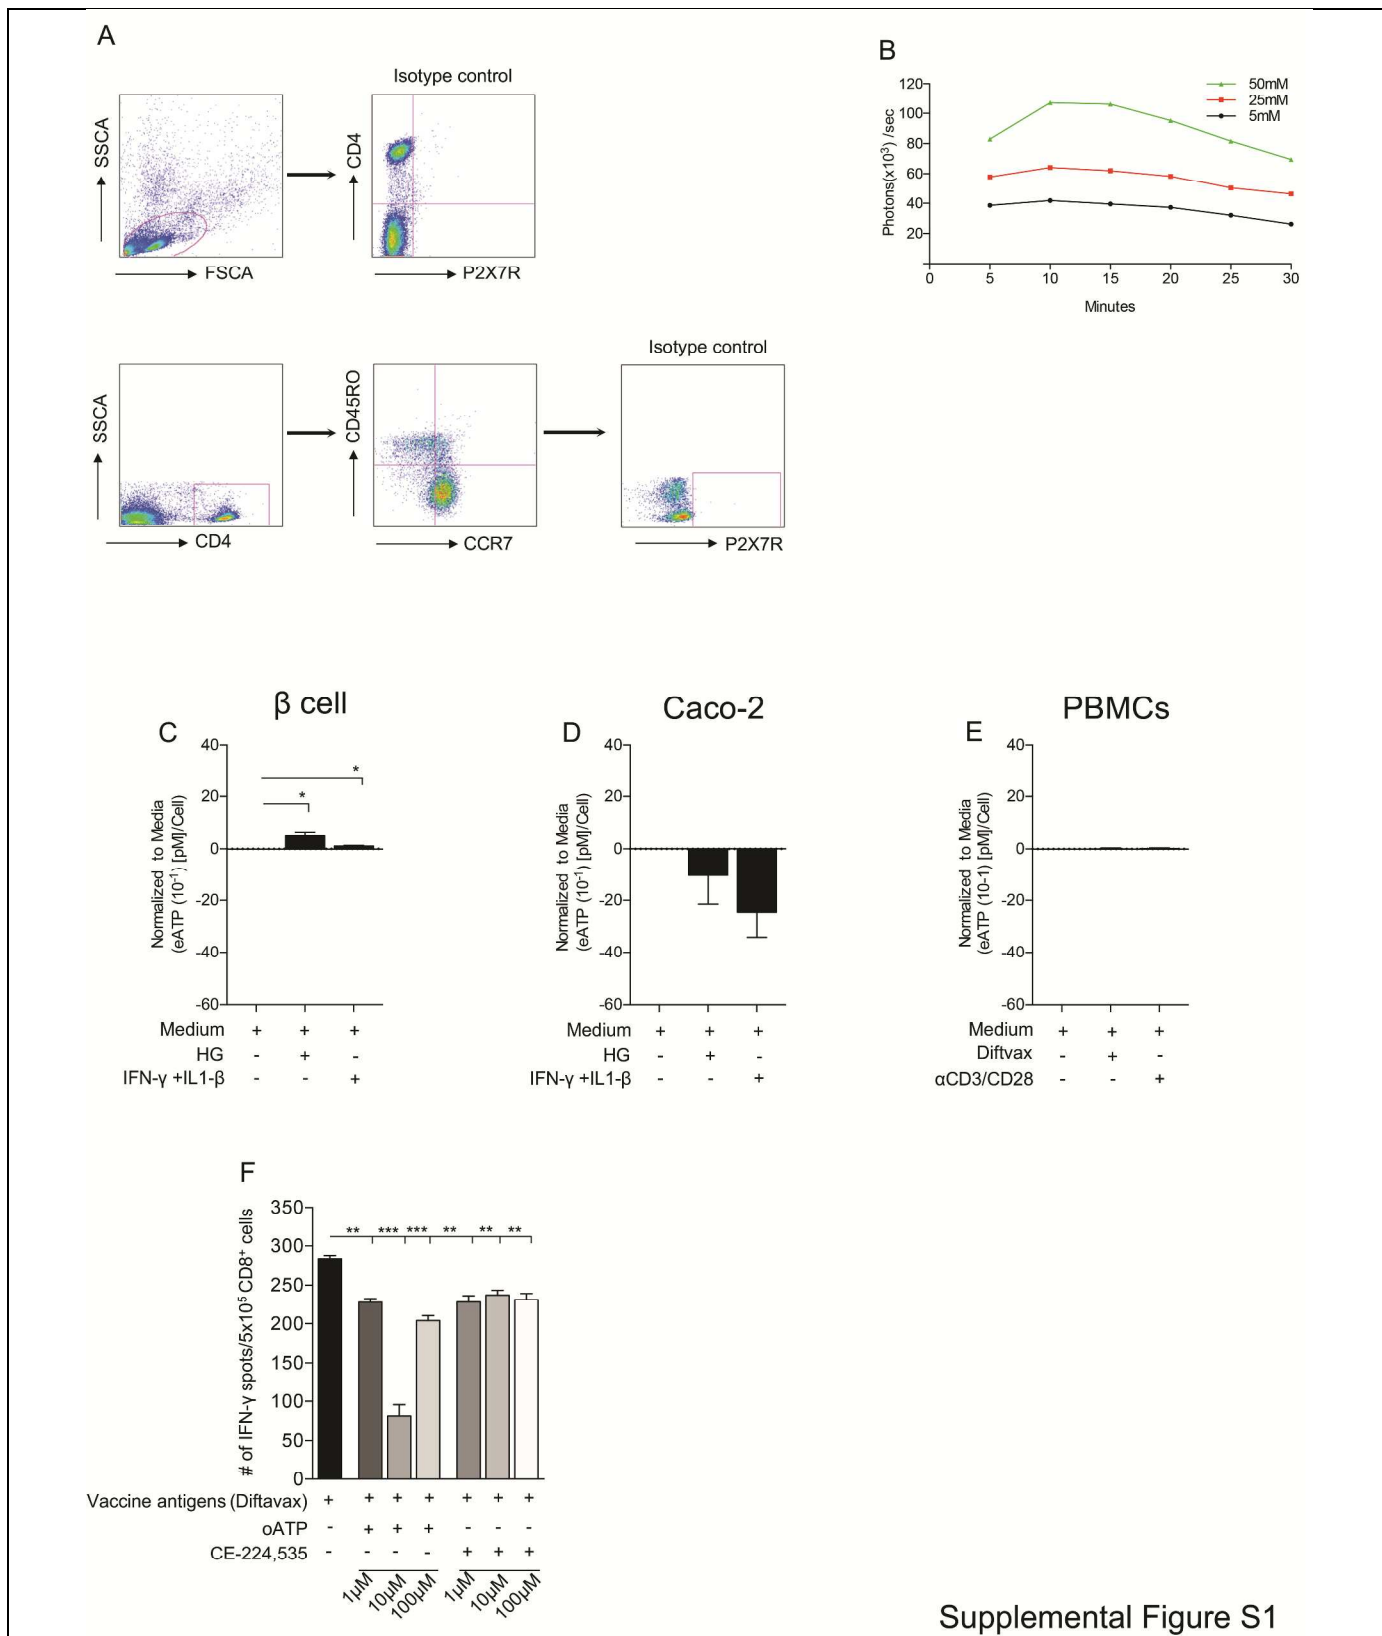 A
Isotype control
SSCA
FSCA
CD4
P2X7R
Isotype control
SSCA
CD4
CD45RO
CCR7
P2X7R
B
50mM
25mM
5mM
120
100
80
60
40
20
Photons(x10³) /sec
0 5 10 15 20 25 30
Minutes
β cell
C
40
20
0
-20
-40
-60
Normalized to Media
(eATP (10⁻¹) [pM]/Cell)
* *
Medium + + +
HG - + -
IFN-γ +IL1-β - - +
Caco-2
D
40
20
0
-20
-40
-60
Normalized to Media
(eATP (10⁻¹) [pM]/Cell)
Medium + + +
HG - + -
IFN-γ +IL1-β - - +
PBMCs
E
40
20
0
-20
-40
-60
Normalized to Media
(eATP (10-1) [pM]/Cell)
Medium + + +
Diftvax - + -
αCD3/CD28 - - +
F
350
300
250
200
150
100
50
0
# of IFN-γ spots/5x10⁵ CD8⁺ cells
** *** *** ** ** **
Vaccine antigens (Diftavax) + + + + + + +
oATP - + + + - - -
CE-224,535 - - - - + + +
1µM 10µM 100µM 1µM 10µM 100µM
Supplemental Figure S1